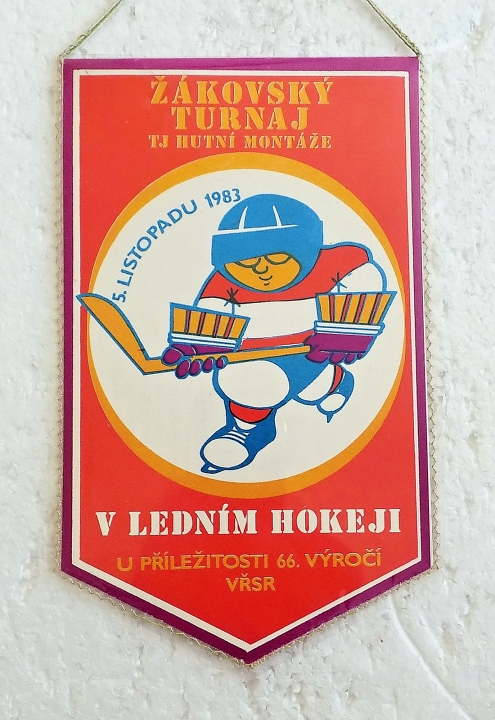 ŽÁKOVSKÝ
TURNAJ
TJ HUTNÍ MONTÁŽE
5. LISTOPADU 1983
V LEDNÍM HOKEJI
U PŘÍLEŽITOSTI 66. VÝROČÍ
VŘSR